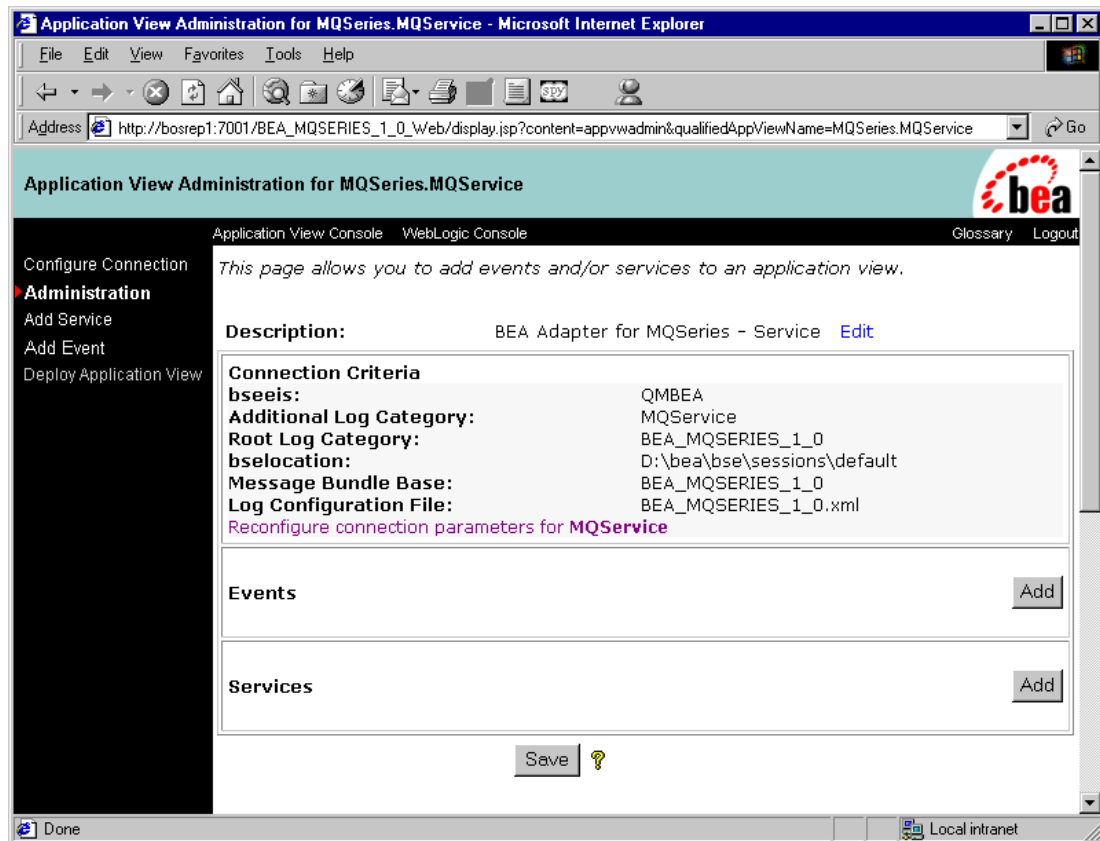 Application View Administration for MQSeries.MQService - Microsoft Internet Explorer
File Edit View Favorites Tools Help
SPY
Address http://bosrep1:7001/BEA_MQSERIES_1_0_Web/display.jsp?content=appvwadmin&qualifiedAppViewName=MQSeries.MQService Go
Application View Administration for MQSeries.MQService
bea
Application View Console WebLogic Console Glossary Logout
Configure Connection
Administration
Add Service
Add Event
Deploy Application View
This page allows you to add events and/or services to an application view.
Description: BEA Adapter for MQSeries - Service Edit
Connection Criteria
bseeis: QMBEA
Additional Log Category: MQService
Root Log Category: BEA_MQSERIES_1_0
bselocation: D:\bea\bse\sessions\default
Message Bundle Base: BEA_MQSERIES_1_0
Log Configuration File: BEA_MQSERIES_1_0.xml
Reconfigure connection parameters for MQService
Events Add
Services Add
Save ?
Done Local intranet